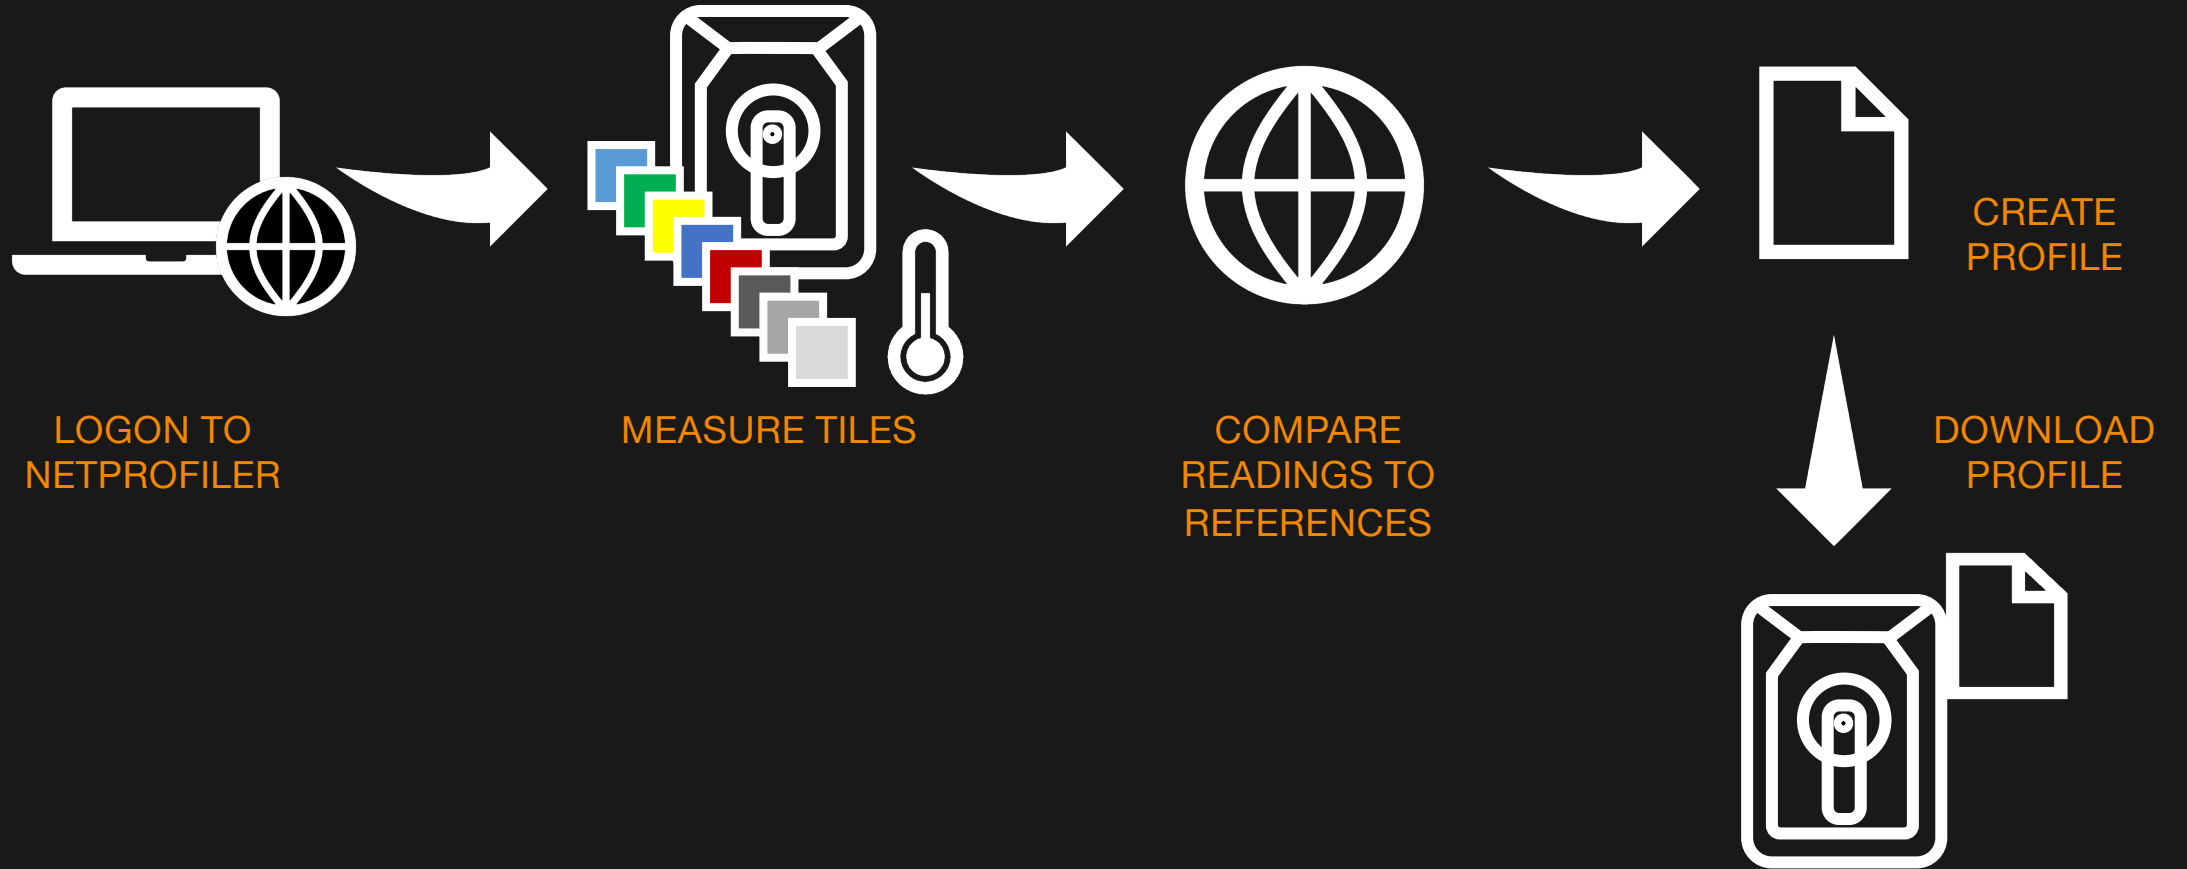 LOGON TO
NETPROFILER
MEASURE TILES
COMPARE
READINGS TO
REFERENCES
CREATE
PROFILE
DOWNLOAD
PROFILE